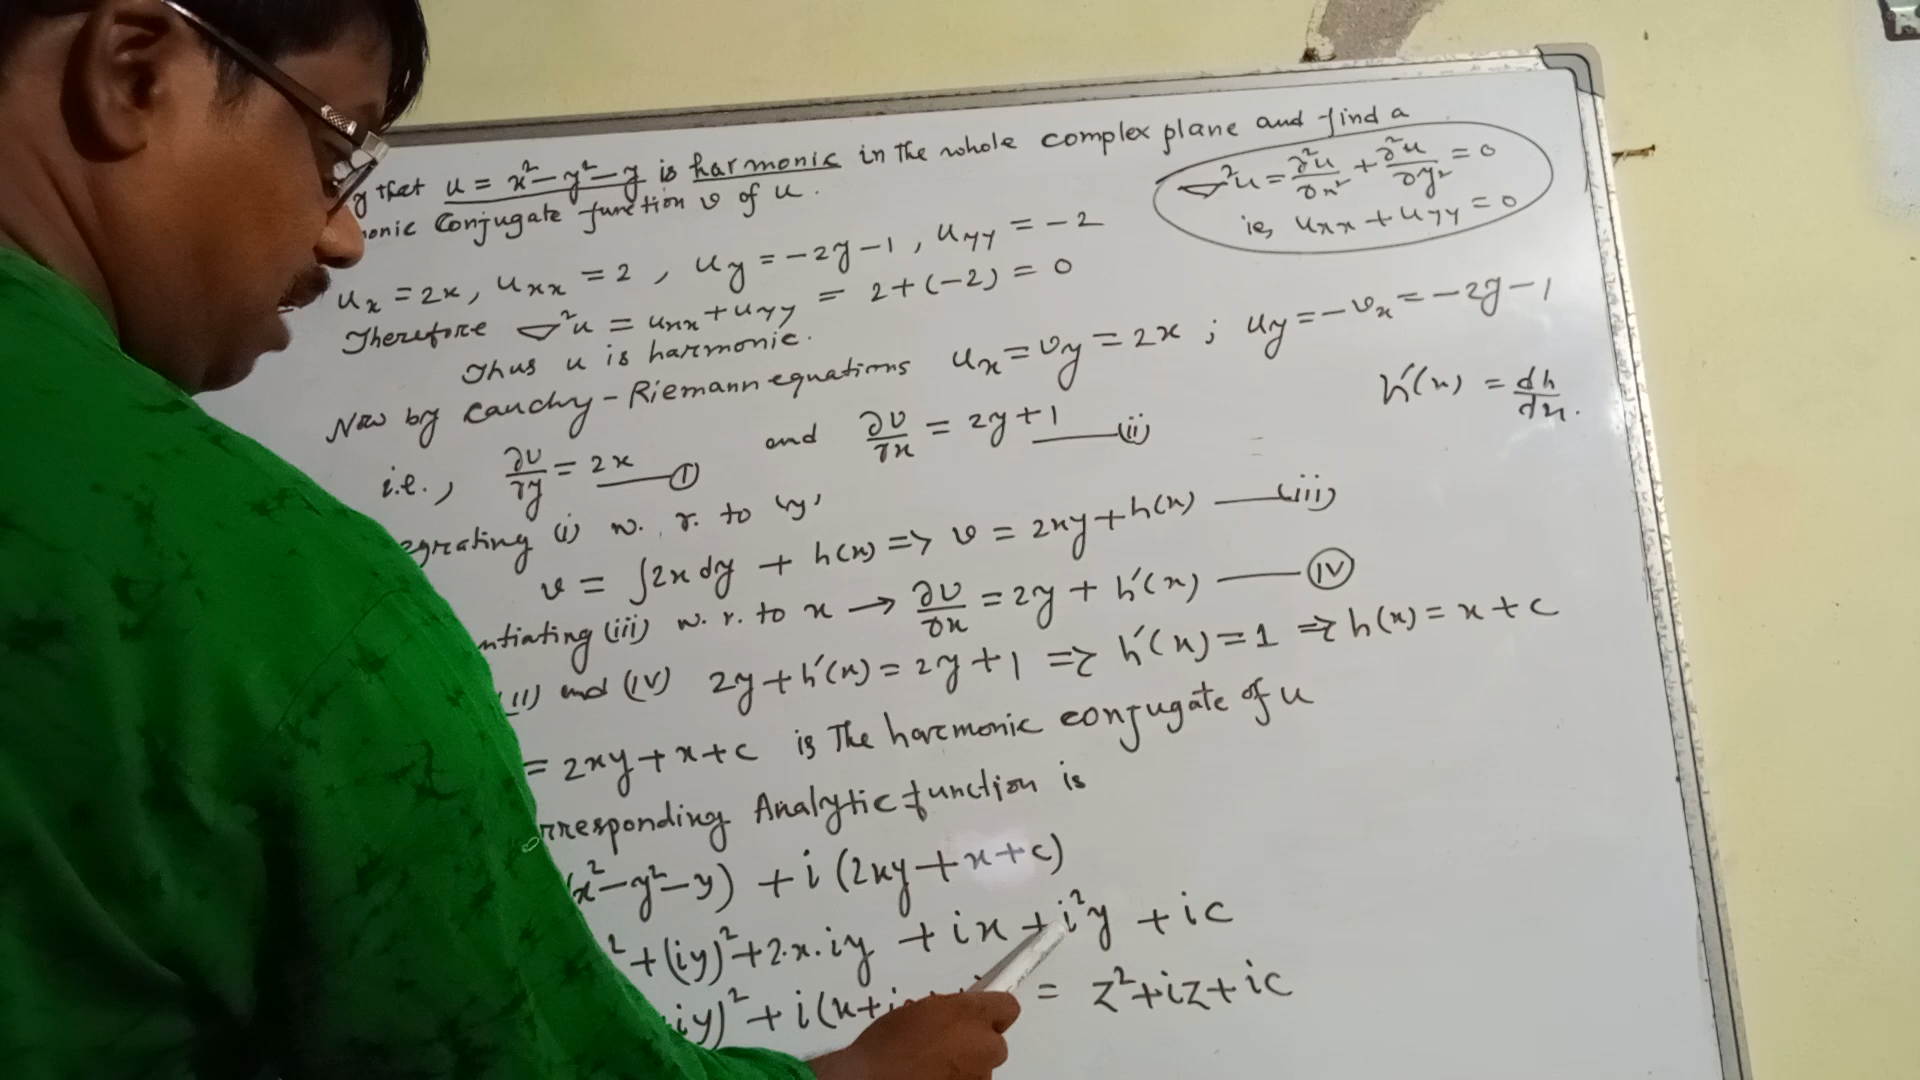 that u = x² - y² - y is harmonic in the whole complex plane and find a
onic Conjugate function v of u.
∇²u = ∂²u/∂x² + ∂²u/∂y² = 0
ie, uxx + uyy = 0
ux = 2x, uxx = 2, uy = -2y-1, uyy = -2
Therefore ∇²u = uxx + uyy = 2+(-2) = 0
Thus u is harmonic.
Now by Cauchy-Riemann equations ux = vy = 2x ; uy = -vx = -2y-1
h'(x) = dh/dx.
i.e., ∂v/∂y = 2x —(i) and ∂v/∂x = 2y+1 —(ii)
egrating (i) w. r. to 'y'
v = ∫2x dy + h(x) => v = 2xy + h(x) —(iii)
ntiating (iii) w. r. to x → ∂v/∂x = 2y + h'(x) —(IV)
(II) and (IV) 2y + h'(x) = 2y + 1 => h'(x) = 1 => h(x) = x + c
= 2xy + x + c is The harmonic conjugate of u
rresponding Analytic function is
(x² - y² - y) + i (2xy + x + c)
² + (iy)² + 2.x.iy + ix + i²y + ic
iy)² + i(x+i = z² + iz + ic